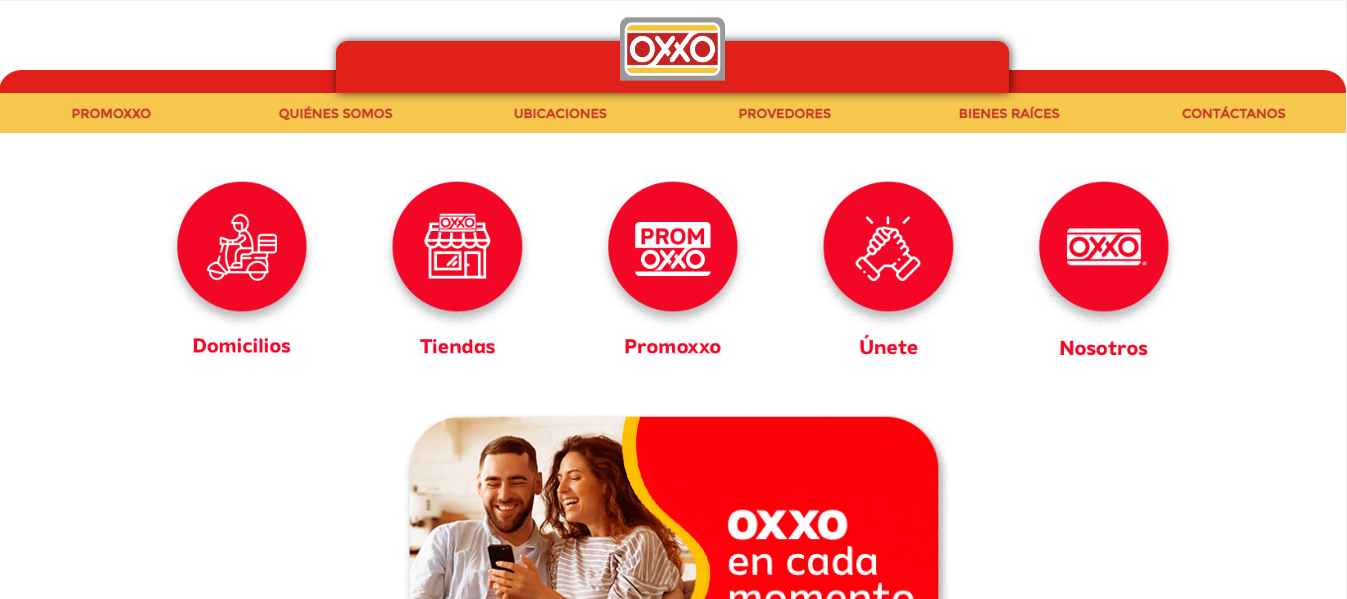 OXXO
PROMOXXO
QUIÉNES SOMOS
UBICACIONES
PROVEDORES
BIENES RAÍCES
CONTÁCTANOS
OXXO
PROM
OXXO
OXXO
Domicilios
Tiendas
Promoxxo
Únete
Nosotros
oxxo
en cada
momento